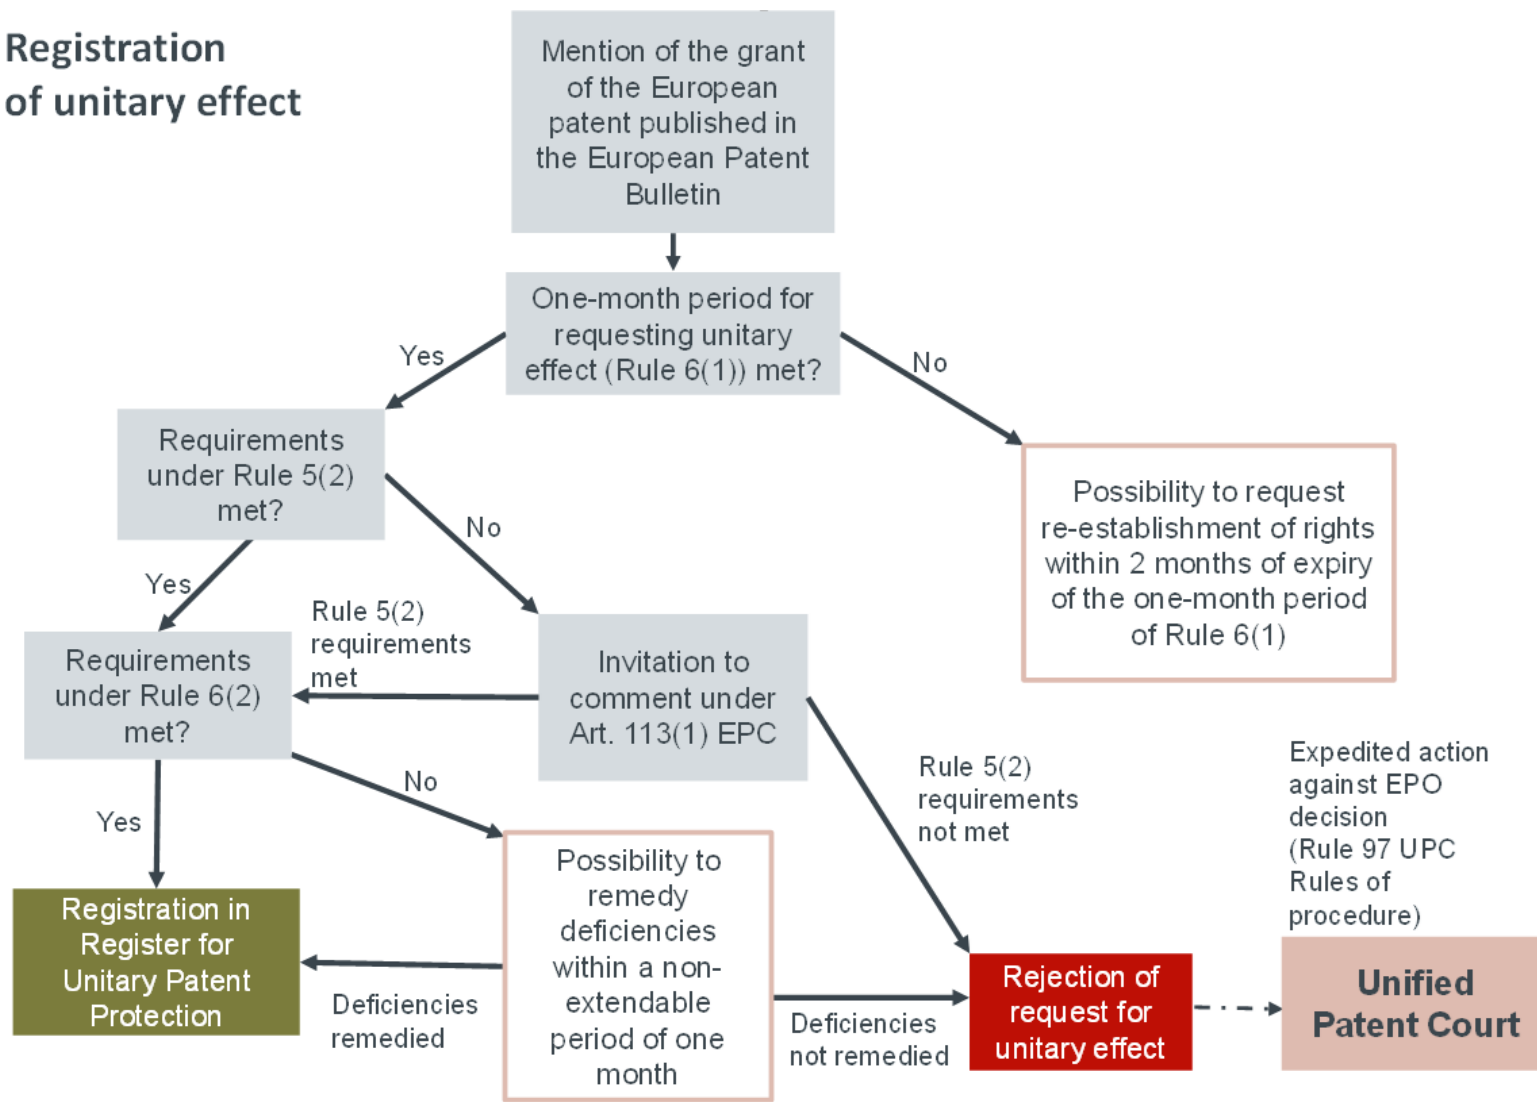 Registration
of unitary effect
Mention of the grant
of the European
patent published in
the European Patent
Bulletin
One-month period for
requesting unitary
effect (Rule 6(1)) met?
Yes
No
Requirements
under Rule 5(2)
met?
Possibility to request
re-establishment of rights
within 2 months of expiry
of the one-month period
of Rule 6(1)
No
Yes
Rule 5(2)
requirements
met
Requirements
under Rule 6(2)
met?
Invitation to
comment under
Art. 113(1) EPC
Yes
No
Rule 5(2)
requirements
not met
Expedited action
against EPO
decision
(Rule 97 UPC
Rules of
procedure)
Registration in
Register for
Unitary Patent
Protection
Deficiencies
remedied
Possibility to
remedy
deficiencies
within a non-
extendable
period of one
month
Deficiencies
not remedied
Rejection of
request for
unitary effect
Unified
Patent Court